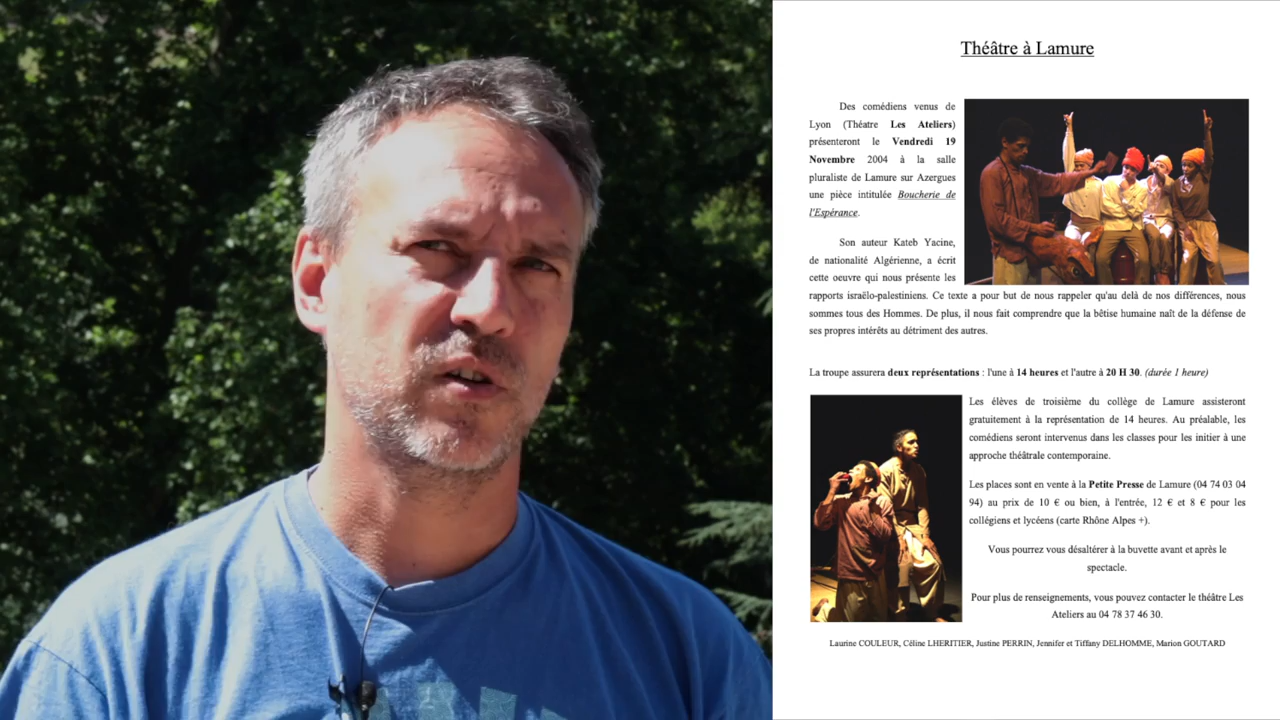 Théâtre à Lamure
Des comédiens venus de
Lyon (Théatre Les Ateliers)
présenteront le Vendredi 19
Novembre 2004 à la salle
pluraliste de Lamure sur Azergues
une pièce intitulée Boucherie de
l'Espérance.
Son auteur Kateb Yacine,
de nationalité Algérienne, a écrit
cette oeuvre qui nous présente les
rapports israëlo-palestiniens. Ce texte a pour but de nous rappeler qu'au delà de nos différences, nous
sommes tous des Hommes. De plus, il nous fait comprendre que la bêtise humaine naît de la défense de
ses propres intérêts au détriment des autres.
La troupe assurera deux représentations : l'une à 14 heures et l'autre à 20 H 30. (durée 1 heure)
Les élèves de troisième du collège de Lamure assisteront
gratuitement à la représentation de 14 heures. Au préalable, les
comédiens seront intervenus dans les classes pour les initier à une
approche théâtrale contemporaine.
Les places sont en vente à la Petite Presse de Lamure (04 74 03 04
94) au prix de 10 € ou bien, à l'entrée, 12 € et 8 € pour les
collégiens et lycéens (carte Rhône Alpes +).
Vous pourrez vous désaltérer à la buvette avant et après le
spectacle.
Pour plus de renseignements, vous pouvez contacter le théâtre Les
Ateliers au 04 78 37 46 30.
Laurine COULEUR, Céline LHERITIER, Justine PERRIN, Jennifer et Tiffany DELHOMME, Marion GOUTARD